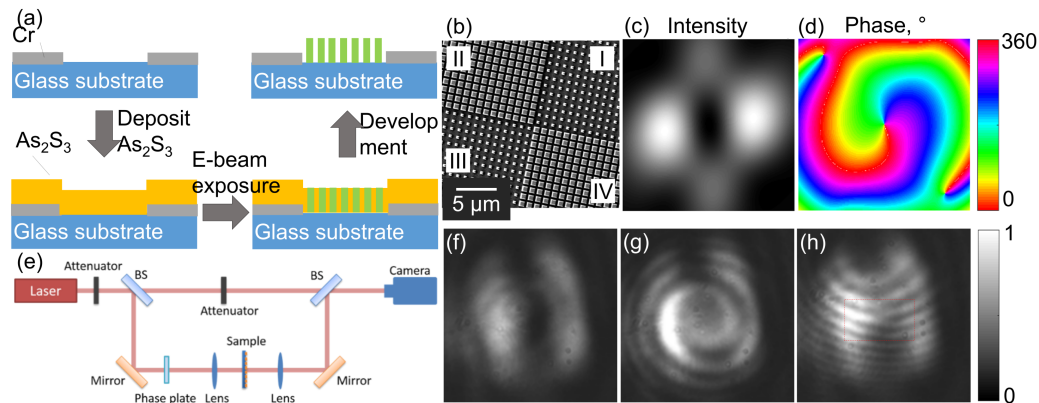 (a)
Cr
Glass substrate
Glass substrate
Deposit
As₂S₃
Develop
ment
As₂S₃
E-beam
exposure
Glass substrate
Glass substrate
(b)
II
I
III
IV
5 μm
(c) Intensity
(d) Phase, °
360
0
(e)
Attenuator
BS
BS
Camera
Laser
Attenuator
Sample
Mirror
Phase plate
Lens
Lens
Mirror
(f)
(g)
(h)
1
0